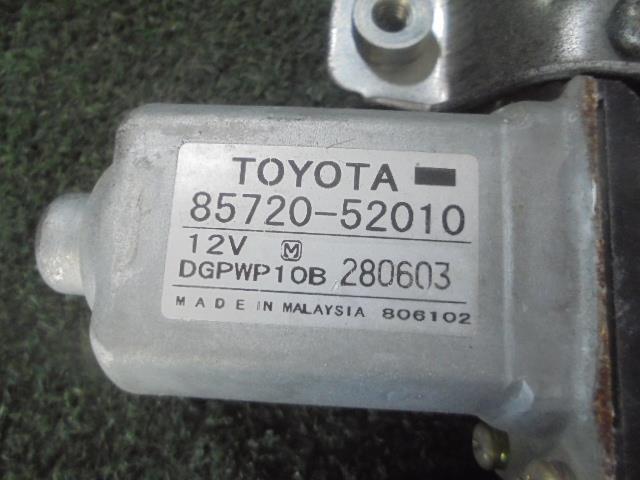 TOYOTA
85720-52010
12V M
DGPWP10B 280603
MADE IN MALAYSIA 806102